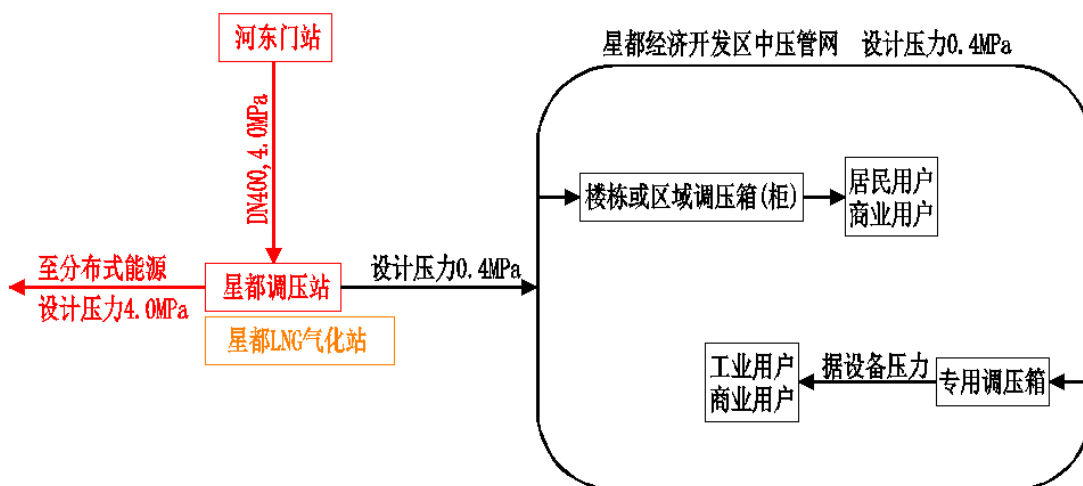 河东门站
星都经济开发区中压管网 设计压力0.4MPa
DN400,4.0MPa
楼栋或区域调压箱(柜)
居民用户
商业用户
至分布式能源
设计压力4.0MPa
星都调压站
设计压力0.4MPa
星都LNG气化站
工业用户
商业用户
据设备压力
专用调压箱